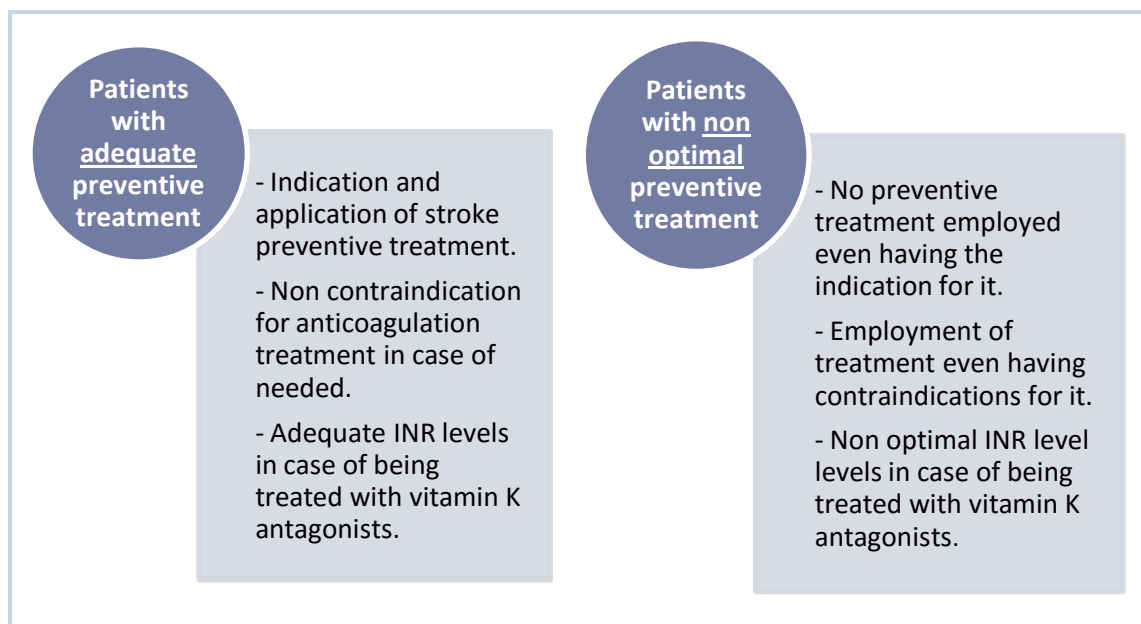 Patients
with
adequate
preventive
treatment
- Indication and
application of stroke
preventive treatment.
- Non contraindication
for anticoagulation
treatment in case of
needed.
- Adequate INR levels
in case of being
treated with vitamin K
antagonists.
Patients
with non
optimal
preventive
treatment
- No preventive
treatment employed
even having the
indication for it.
- Employment of
treatment even having
contraindications for it.
- Non optimal INR level
levels in case of being
treated with vitamin K
antagonists.